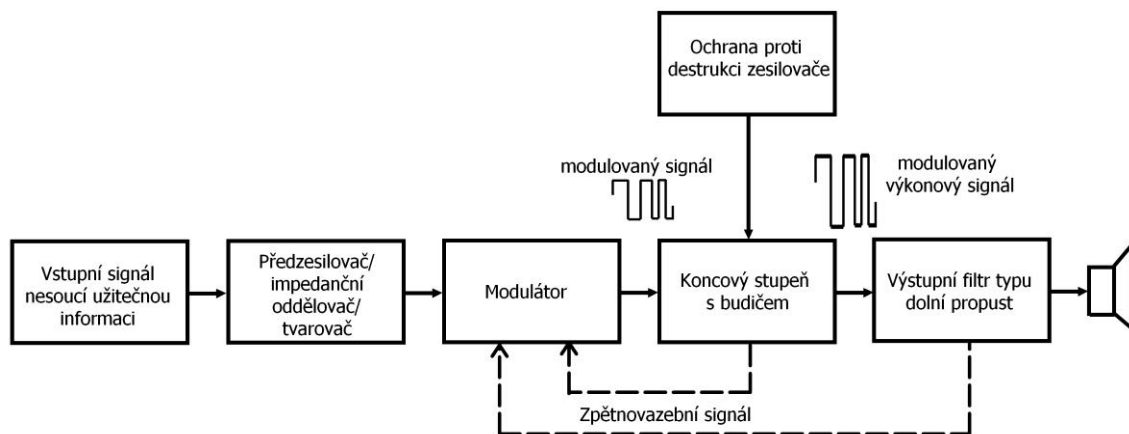 Ochrana proti
destrukci zesilovače
modulovaný signál
modulovaný
výkonový signál
Vstupní signál
nesoucí užitečnou
informaci
Předzesilovač/
impedanční
oddělovač/
tvarovač
Modulátor
Koncový stupeň
s budičem
Výstupní filtr typu
dolní propust
Zpětnovazební signál